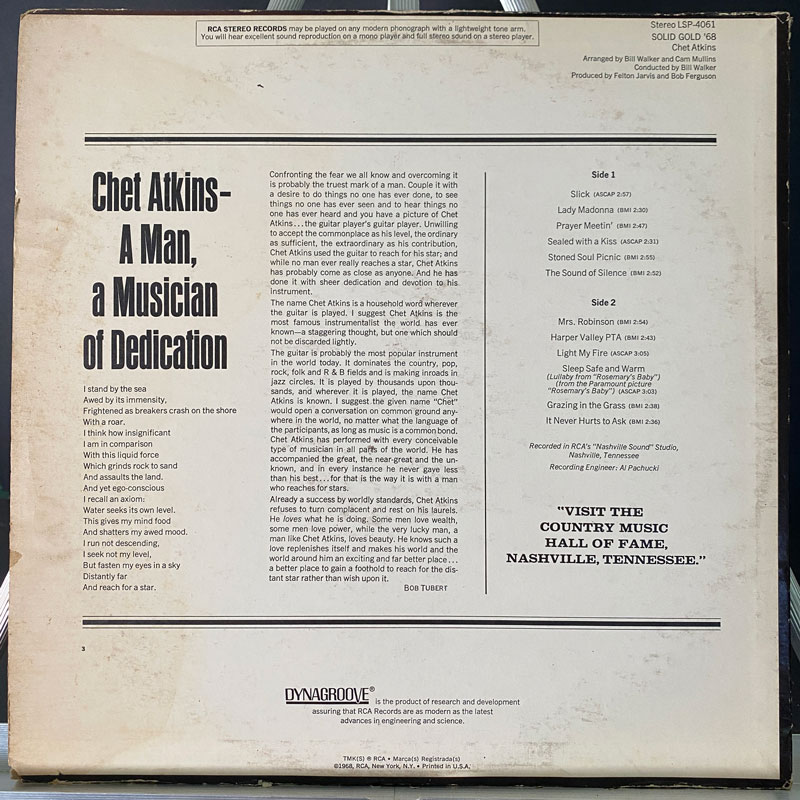 RCA STEREO RECORDS may be played on any modern phonograph with a lightweight tone arm.
You will hear excellent sound reproduction on a mono player and full stereo sound on a stereo player.
Stereo LSP-4061
SOLID GOLD '68
Chet Atkins
Arranged by Bill Walker and Cam Mullins
Conducted by Bill Walker
Produced by Felton Jarvis and Bob Ferguson
Chet Atkins–
A Man,
a Musician
of Dedication
I stand by the sea
Awed by its immensity,
Frightened as breakers crash on the shore
With a roar.
I think how insignificant
I am in comparison
With this liquid force
Which grinds rock to sand
And assaults the land.
And yet ego-conscious
I recall an axiom:
Water seeks its own level.
This gives my mind food
And shatters my awed mood.
I run not descending,
I seek not my level,
But fasten my eyes in a sky
Distantly far
And reach for a star.
Confronting the fear we all know and overcoming it
is probably the truest mark of a man. Couple it with
a desire to do things no one has ever done, to see
things no one has ever seen and to hear things no
one has ever heard and you have a picture of Chet
Atkins...the guitar player's guitar player. Unwilling
to accept the commonplace as his level, the ordinary
as sufficient, the extraordinary as his contribution,
Chet Atkins used the guitar to reach for his star; and
while no man ever really reaches a star, Chet Atkins
has probably come as close as anyone. And he has
done it with sheer dedication and devotion to his
instrument.
The name Chet Atkins is a household word wherever
the guitar is played. I suggest Chet Atkins is the
most famous instrumentalist the world has ever
known—a staggering thought, but one which should
not be discarded lightly.
The guitar is probably the most popular instrument
in the world today. It dominates the country, pop,
rock, folk and R & B fields and is making inroads in
jazz circles. It is played by thousands upon thou-
sands, and wherever it is played, the name Chet
Atkins is known. I suggest the given name "Chet"
would open a conversation on common ground any-
where in the world, no matter what the language of
the participants, as long as music is a common bond.
Chet Atkins has performed with every conceivable
type of musician in all parts of the world. He has
accompanied the great, the near-great and the un-
known, and in every instance he never gave less
than his best...for that is the way it is with a man
who reaches for stars.
Already a success by worldly standards, Chet Atkins
refuses to turn complacent and rest on his laurels.
He loves what he is doing. Some men love wealth,
some men love power, while the very lucky man, a
man like Chet Atkins, loves beauty. He knows such a
love replenishes itself and makes his world and the
world around him an exciting and far better place...
a better place to gain a foothold to reach for the dis-
tant star rather than wish upon it.
BOB TUBERT
Side 1
Slick (ASCAP 2:57)
Lady Madonna (BMI 2:30)
Prayer Meetin' (BMI 2:47)
Sealed with a Kiss (ASCAP 2:31)
Stoned Soul Picnic (BMI 2:55)
The Sound of Silence (BMI 2:52)
Side 2
Mrs. Robinson (BMI 2:54)
Harper Valley PTA (BMI 2:43)
Light My Fire (ASCAP 3:05)
Sleep Safe and Warm
(Lullaby from "Rosemary's Baby")
(from the Paramount picture
"Rosemary's Baby") (ASCAP 3:03)
Grazing in the Grass (BMI 2:38)
It Never Hurts to Ask (BMI 2:36)
Recorded in RCA's "Nashville Sound" Studio,
Nashville, Tennessee
Recording Engineer: Al Pachucki
"VISIT THE
COUNTRY MUSIC
HALL OF FAME,
NASHVILLE, TENNESSEE."
3
DYNAGROOVE® is the product of research and development
assuring that RCA Records are as modern as the latest
advances in engineering and science.
TMK(S) ® RCA • Marca(s) Registrada(s)
©1968, RCA, New York, N.Y. • Printed in U.S.A.